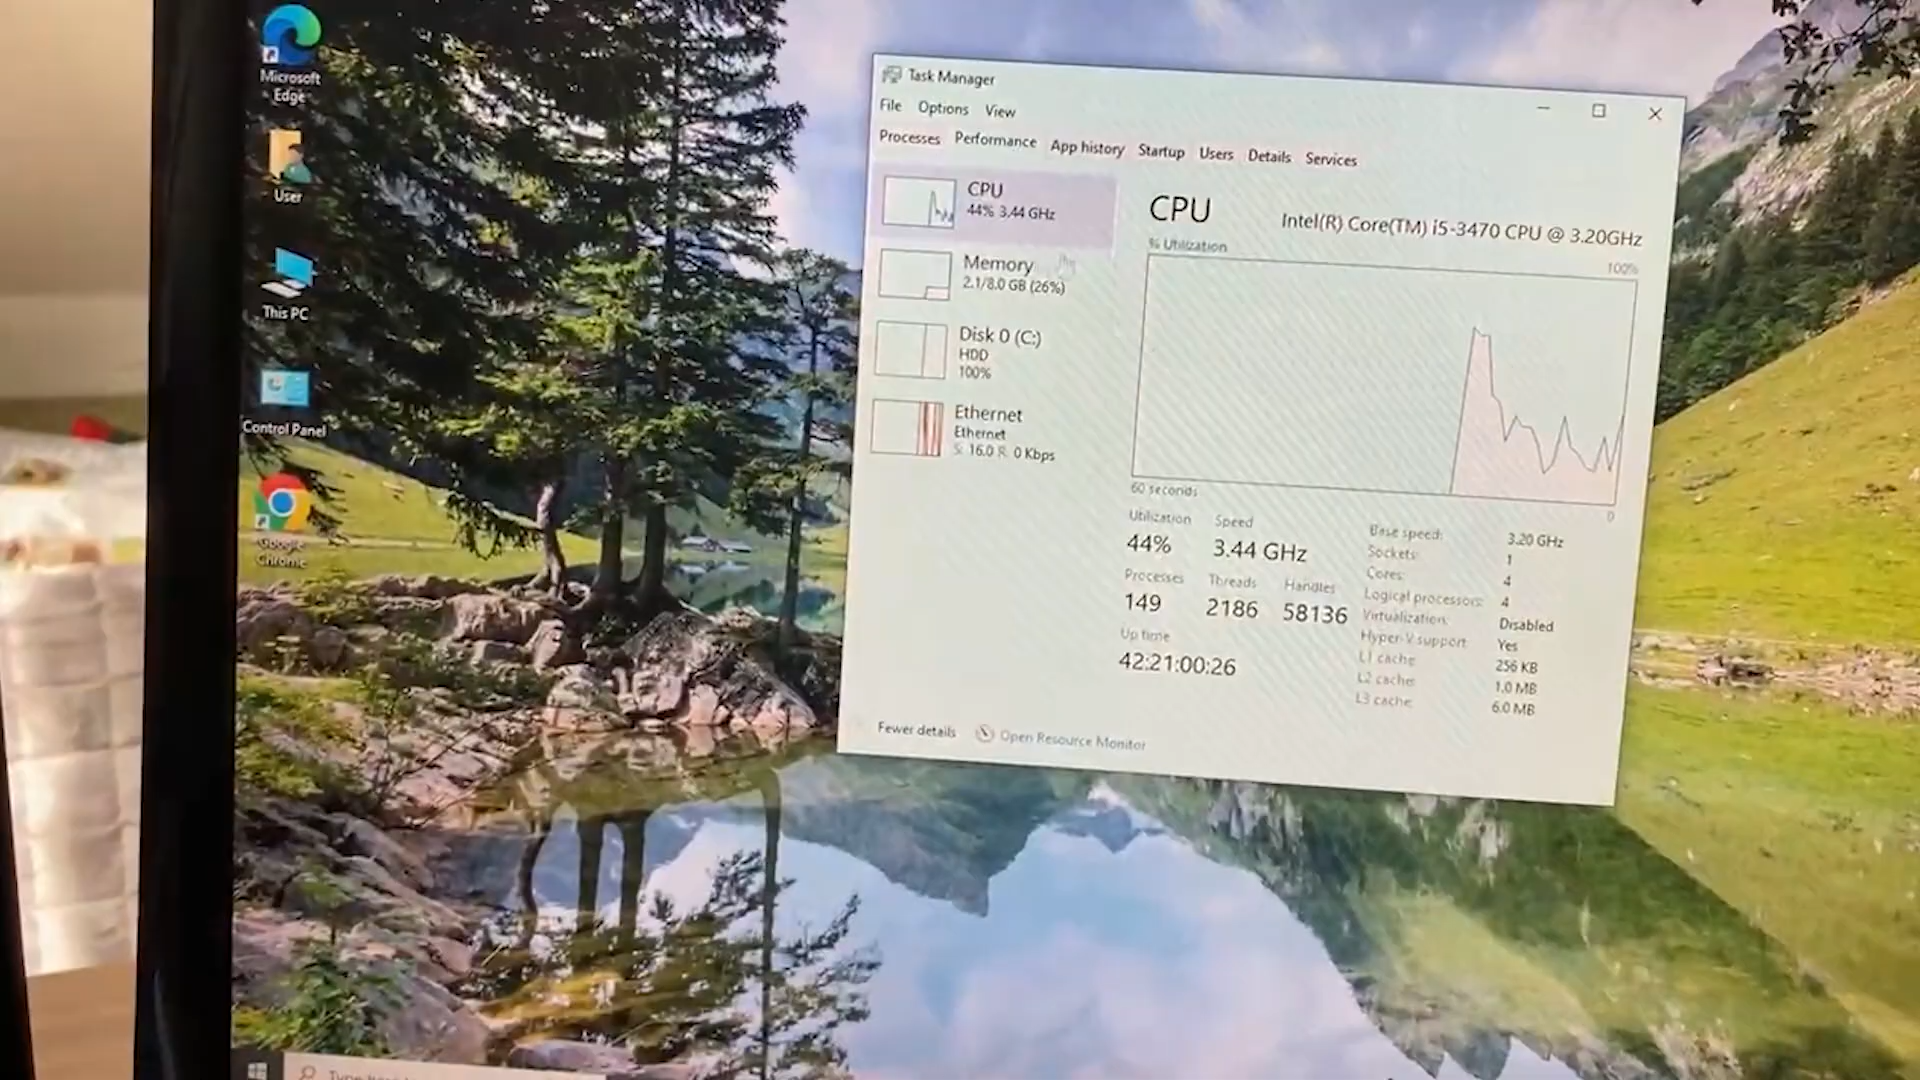 Microsoft
Edge
User
This PC
Control Panel
Google
Chrome
Task Manager
File Options View
Processes Performance App history Startup Users Details Services
CPU
44% 3.44 GHz
Memory
2.1/8.0 GB (26%)
Disk 0 (C:)
HDD
100%
Ethernet
Ethernet
S: 16.0 R: 0 Kbps
CPU
Intel(R) Core(TM) i5-3470 CPU @ 3.20GHz
% Utilization
100%
60 seconds
0
Utilization Speed
44% 3.44 GHz
Processes Threads Handles
149 2186 58136
Up time
42:21:00:26
Base speed: 3.20 GHz
Sockets: 1
Cores: 4
Logical processors: 4
Virtualization: Disabled
Hyper-V support: Yes
L1 cache: 256 KB
L2 cache: 1.0 MB
L3 cache: 6.0 MB
Fewer details Open Resource Monitor
Type